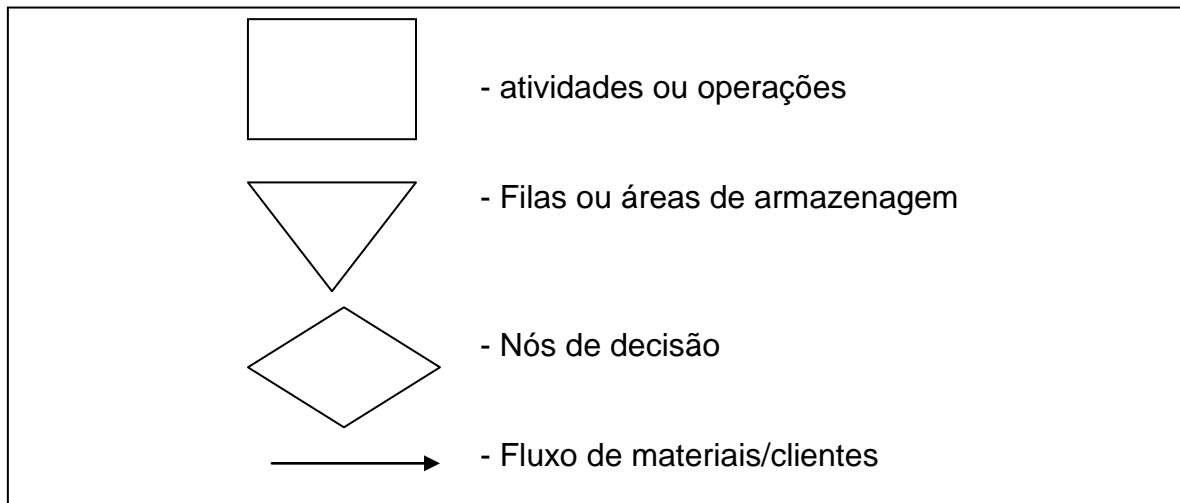 - atividades ou operações
- Filas ou áreas de armazenagem
- Nós de decisão
- Fluxo de materiais/clientes